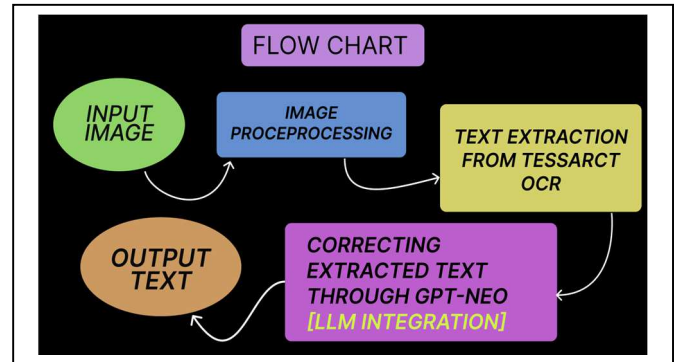 FLOW CHART
INPUT
IMAGE
IMAGE
PROCEPROCESSING
TEXT EXTRACTION
FROM TESSARCT
OCR
CORRECTING
EXTRACTED TEXT
THROUGH GPT-NEO
[LLM INTEGRATION]
OUTPUT
TEXT